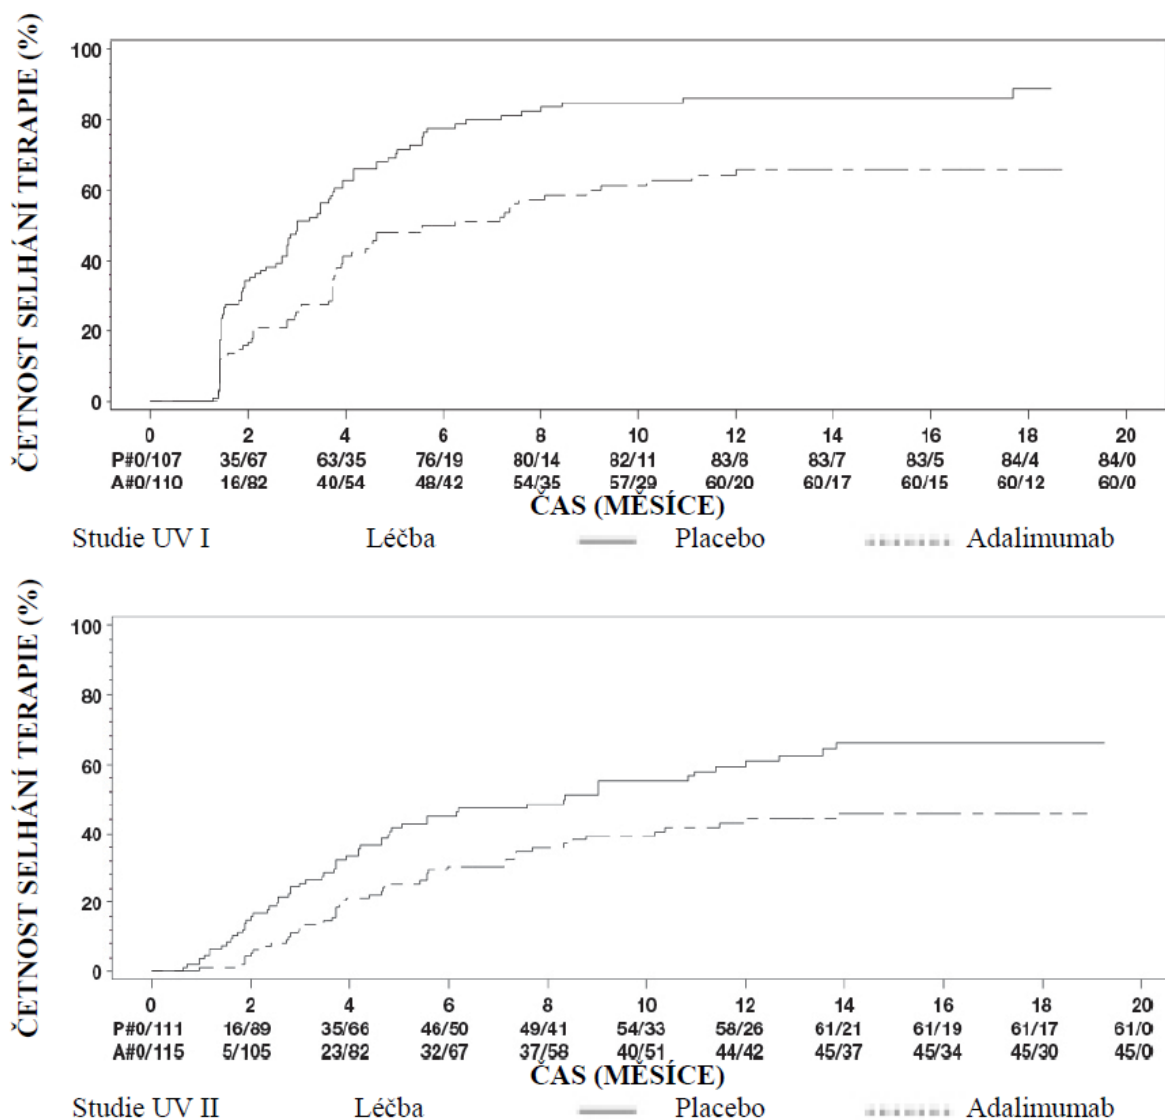 ČETNOST SELHÁNÍ TERAPIE (%)
100
80
60
40
20
0
0 2 4 6 8 10 12 14 16 18 20
P#0/107 35/67 63/35 76/19 80/14 82/11 83/8 83/7 83/5 84/4 84/0
A#0/110 16/82 40/54 48/42 54/35 57/29 60/20 60/17 60/15 60/12 60/0
ČAS (MĚSÍCE)
Studie UV I Léčba Placebo Adalimumab
ČETNOST SELHÁNÍ TERAPIE (%)
100
80
60
40
20
0
0 2 4 6 8 10 12 14 16 18 20
P#0/111 16/89 35/66 46/50 49/41 54/33 58/26 61/21 61/19 61/17 61/0
A#0/115 5/105 23/82 32/67 37/58 40/51 44/42 45/37 45/34 45/30 45/0
ČAS (MĚSÍCE)
Studie UV II Léčba Placebo Adalimumab